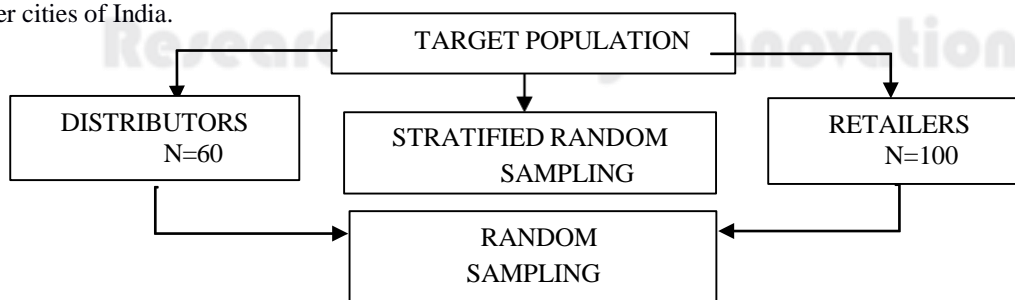 er cities of India.
TARGET POPULATION
DISTRIBUTORS
N=60
STRATIFIED RANDOM
SAMPLING
RETAILERS
N=100
RANDOM
SAMPLING